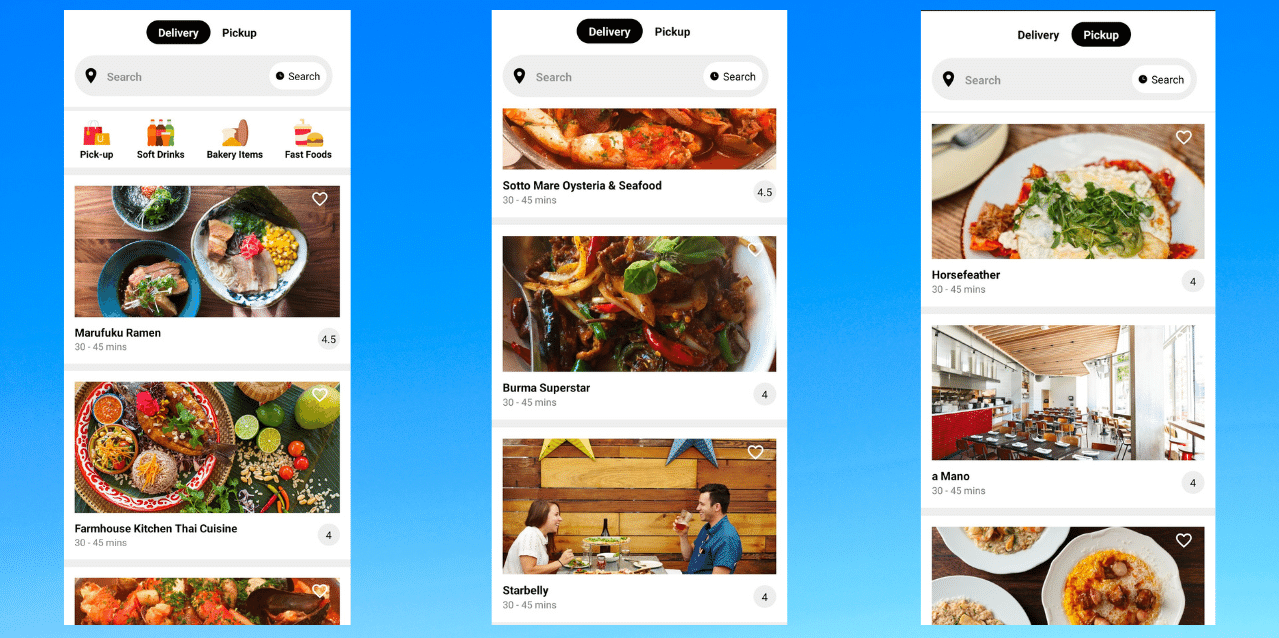 Delivery Pickup
Search Search
Pick-up Soft Drinks Bakery Items Fast Foods
Marufuku Ramen
30 - 45 mins
4.5
Farmhouse Kitchen Thai Cuisine
30 - 45 mins
4
Delivery Pickup
Search Search
Sotto Mare Oysteria & Seafood
30 - 45 mins
4.5
Burma Superstar
30 - 45 mins
4
Starbelly
30 - 45 mins
4
Delivery Pickup
Search Search
Horsefeather
30 - 45 mins
4
a Mano
30 - 45 mins
4